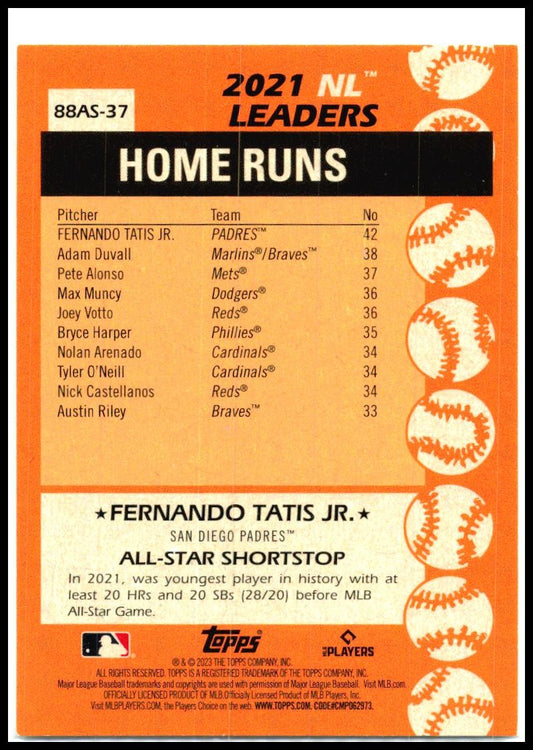 88AS-37
2021 NL™
LEADERS
HOME RUNS
Pitcher Team No
FERNANDO TATIS JR. PADRES™ 42
Adam Duvall Marlins®/Braves™ 38
Pete Alonso Mets® 37
Max Muncy Dodgers® 36
Joey Votto Reds® 36
Bryce Harper Phillies® 35
Nolan Arenado Cardinals® 34
Tyler O'Neill Cardinals® 34
Nick Castellanos Reds® 34
Austin Riley Braves™ 33
★FERNANDO TATIS JR.★
SAN DIEGO PADRES™
ALL-STAR SHORTSTOP
In 2021, was youngest player in history with at
least 20 HRs and 20 SBs (28/20) before MLB
All-Star Game.
Topps
MLB PLAYERS
® & © 2023 THE TOPPS COMPANY, INC.
ALL RIGHTS RESERVED. TOPPS IS A REGISTERED TRADEMARK OF THE TOPPS COMPANY, INC.
Major League Baseball trademarks and copyrights are used with permission of Major League Baseball. Visit MLB.com.
OFFICIALLY LICENSED PRODUCT OF MLB Officially Licensed Product of MLB Players, Inc.
Visit MLBPLAYERS.com, the Players Choice on the web. WWW.TOPPS.COM. CODE#CMP062973.